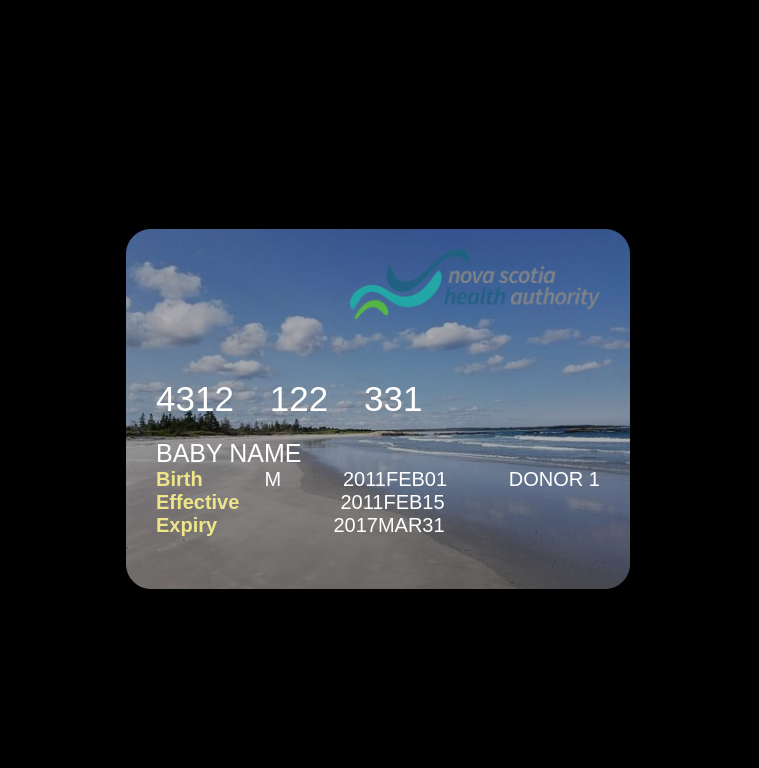 nova scotia
health authority
4312 122 331
BABY NAME
Birth M 2011FEB01 DONOR 1
Effective 2011FEB15
Expiry 2017MAR31